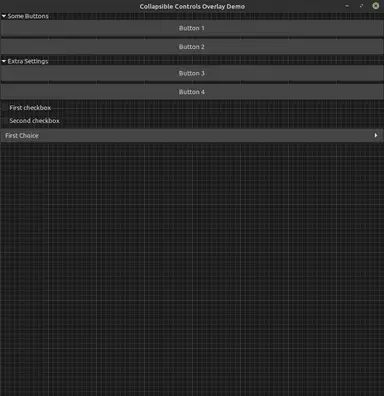 Collapsible Controls Overlay Demo
Some Buttons
Button 1
Button 2
Extra Settings
Button 3
Button 4
First checkbox
Second checkbox
First Choice